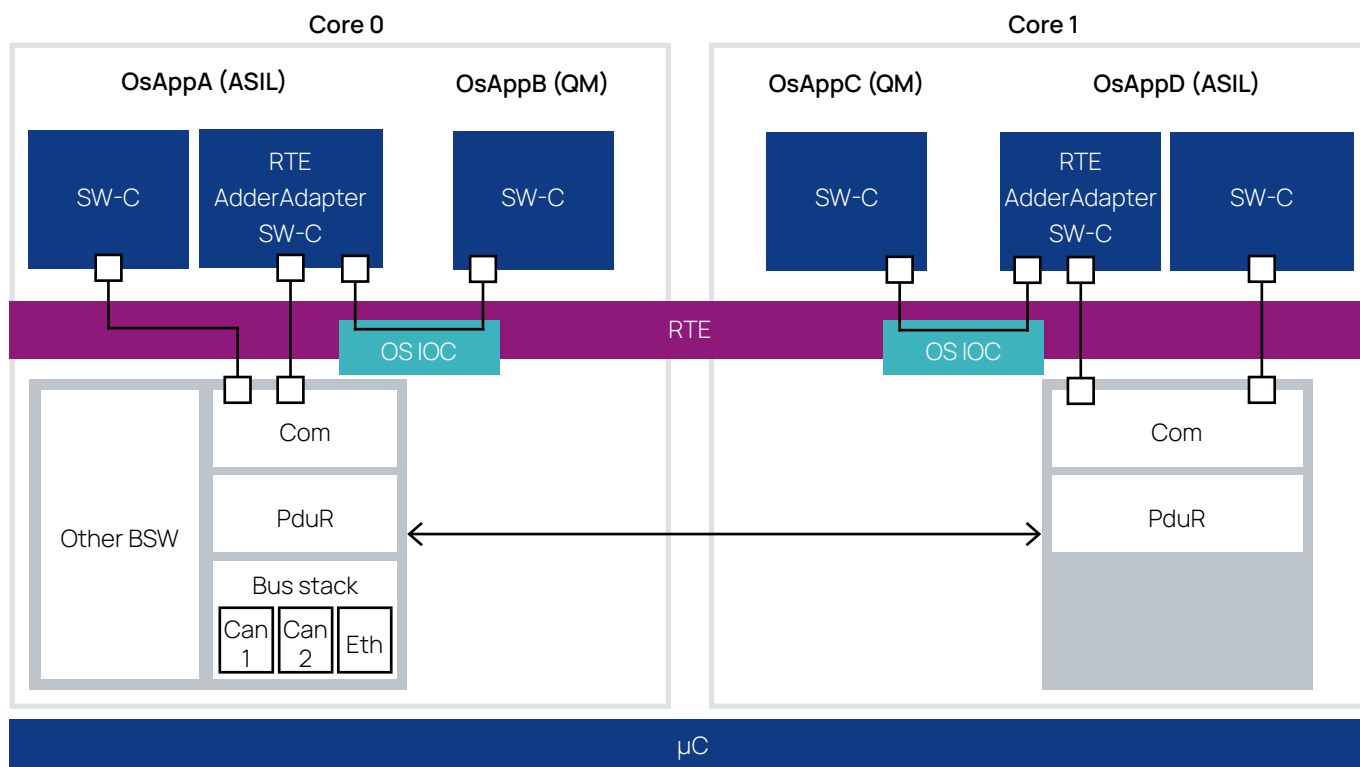 Core 0
Core 1
OsAppA (ASIL)
OsAppB (QM)
OsAppC (QM)
OsAppD (ASIL)
SW-C
RTE
AdderAdapter
SW-C
SW-C
SW-C
RTE
AdderAdapter
SW-C
SW-C
RTE
OS IOC
OS IOC
Other BSW
Com
PduR
Bus stack
Can
1
Can
2
Eth
Com
PduR
µC